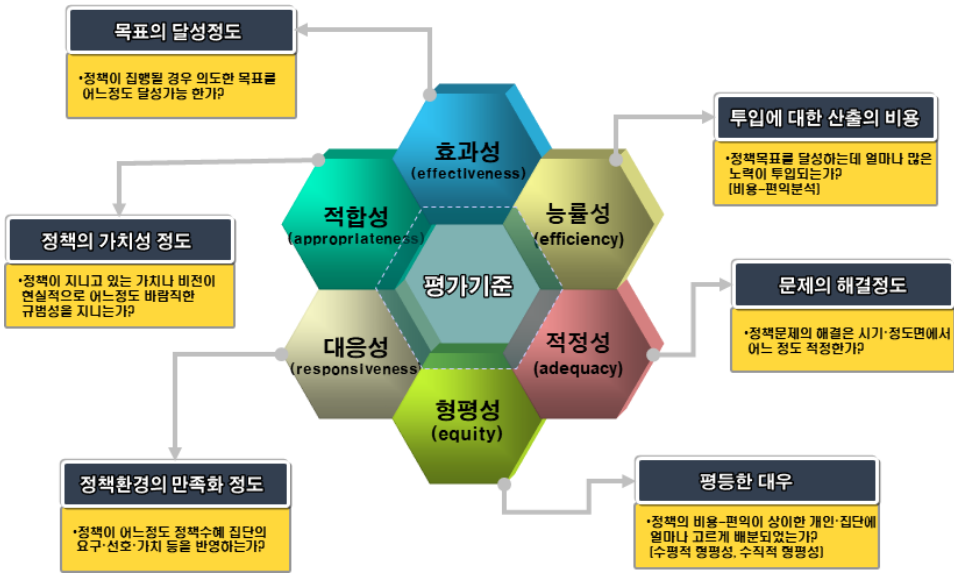 목표의 달성정도
•정책이 집행될 경우 의도한 목표를
어느정도 달성가능 한가?
효과성
(effectiveness)
투입에 대한 산출의 비용
•정책목표를 달성하는데 얼마나 많은
노력이 투입되는가?
[비용-편익분석]
적합성
(appropriateness)
능률성
(efficiency)
정책의 가치성 정도
•정책이 지니고 있는 가치나 비전이
현실적으로 어느정도 바람직한
규범성을 지니는가?
평가기준
문제의 해결정도
•정책문제의 해결은 시기·정도면에서
어느 정도 적정한가?
대응성
(responsiveness)
적정성
(adequacy)
형평성
(equity)
정책환경의 만족화 정도
•정책이 어느정도 정책수혜 집단의
요구·선호·가치 등을 반영하는가?
평등한 대우
•정책의 비용-편익이 상이한 개인·집단에
얼마나 고르게 배분되었는가?
[수평적 형평성, 수직적 형평성]